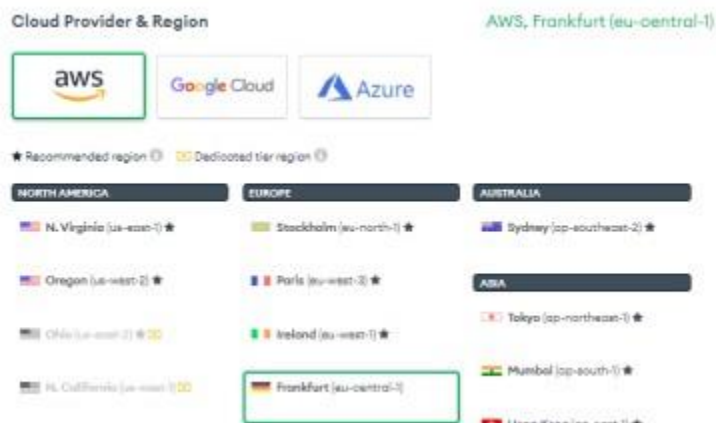 Cloud Provider & Region
AWS, Frankfurt (eu-central-1)
aws
Google Cloud
Azure
★ Recommended region
Dedicated tier region
NORTH AMERICA
N. Virginia (us-east-1) ★
Oregon (us-west-2) ★
Ohio (us-east-2) ★
N. California (us-west-1)
EUROPE
Stockholm (eu-north-1) ★
Paris (eu-west-3) ★
Ireland (eu-west-1) ★
Frankfurt (eu-central-1)
AUSTRALIA
Sydney (ap-southeast-2) ★
ASIA
Tokyo (ap-northeast-1) ★
Mumbai (ap-south-1) ★